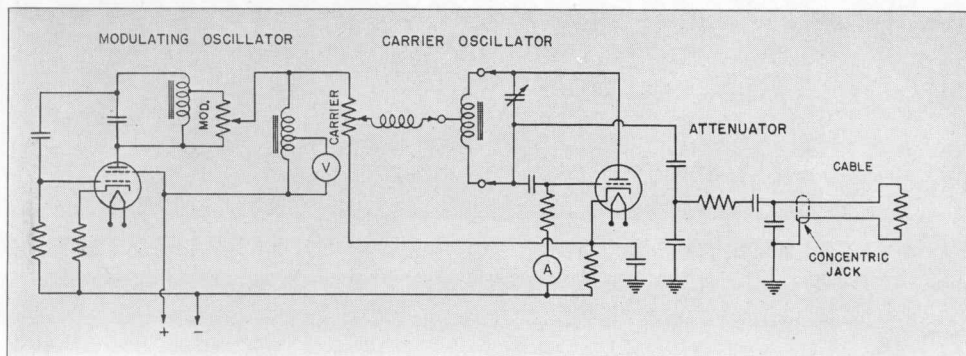 MODULATING OSCILLATOR
CARRIER OSCILLATOR
MOD.
CARRIER
V
ATTENUATOR
CABLE
CONCENTRIC
JACK
A
+ −